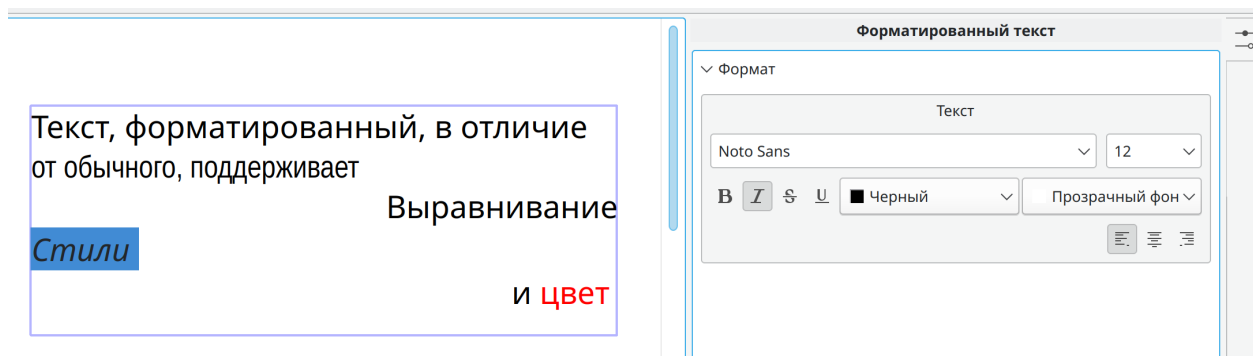 Форматированный текст
Формат
Текст
Noto Sans
12
B I S U
Черный
Прозрачный фон
Текст, форматированный, в отличие
от обычного, поддерживает
Выравнивание
Стили
и цвет